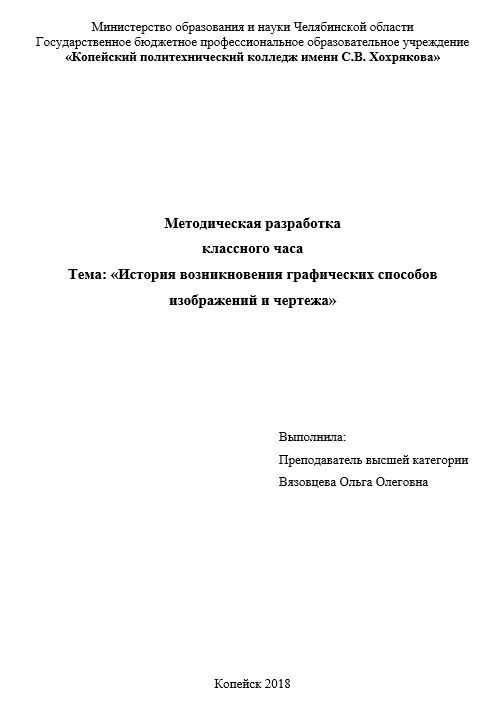 Министерство образования и науки Челябинской области
Государственное бюджетное профессиональное образовательное учреждение
«Копейский политехнический колледж имени С.В. Хохрякова»
Методическая разработка
классного часа
Тема: «История возникновения графических способов
изображений и чертежа»
Выполнила:
Преподаватель высшей категории
Вязовцева Ольга Олеговна
Копейск 2018